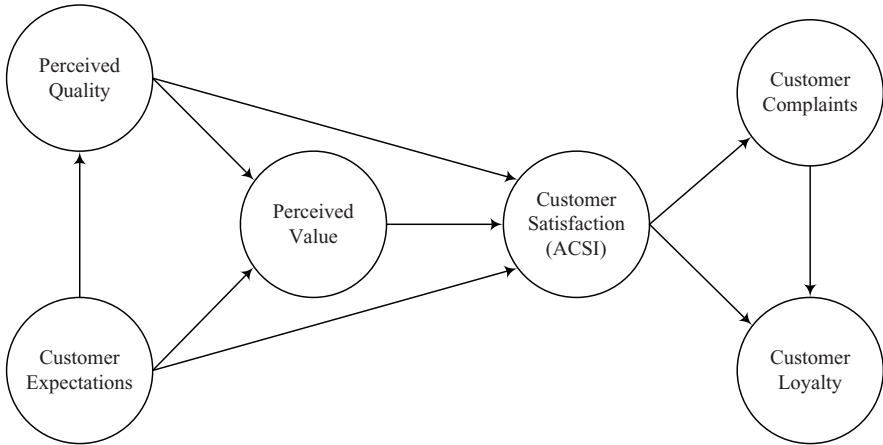 Perceived
Quality
Customer
Complaints
Perceived
Value
Customer
Satisfaction
(ACSI)
Customer
Expectations
Customer
Loyalty